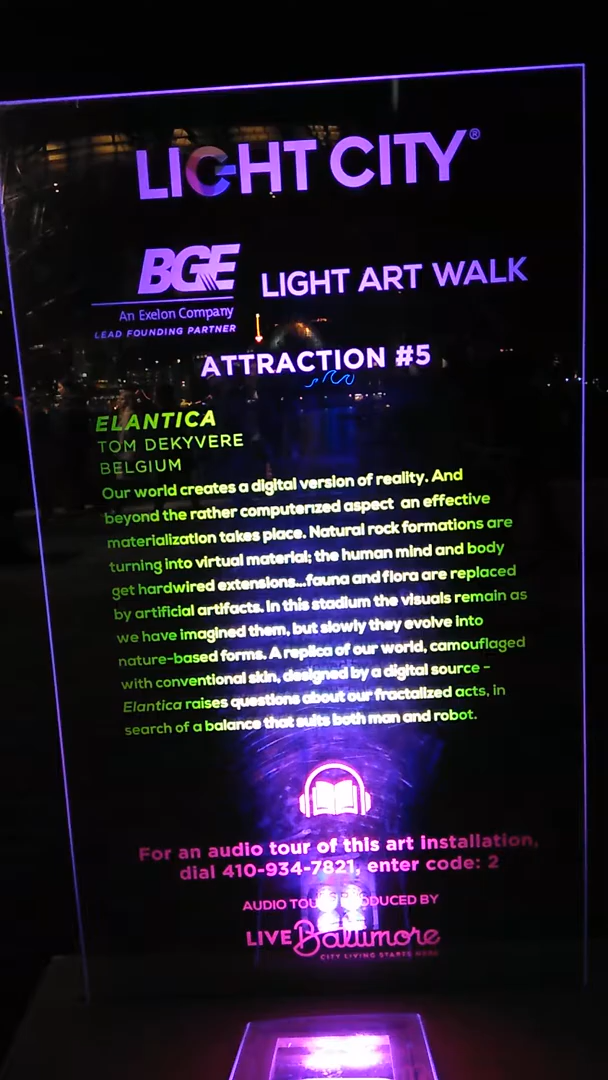 LIGHT CITY®
BGE LIGHT ART WALK
An Exelon Company
LEAD FOUNDING PARTNER
ATTRACTION #5
ELANTICA
TOM DEKYVERE
BELGIUM
Our world creates a digital version of reality. And
beyond the rather computerized aspect an effective
materialization takes place. Natural rock formations are
turning into virtual material; the human mind and body
get hardwired extensions...fauna and flora are replaced
by artificial artifacts. In this stadium the visuals remain as
we have imagined them, but slowly they evolve into
nature-based forms. A replica of our world, camouflaged
with conventional skin, designed by a digital source -
Elantica raises questions about our fractalized acts, in
search of a balance that suits both man and robot.
For an audio tour of this art installation,
dial 410-934-7821, enter code: 2
AUDIO TOUR PRODUCED BY
LIVE Baltimore
CITY LIVING STARTS HERE